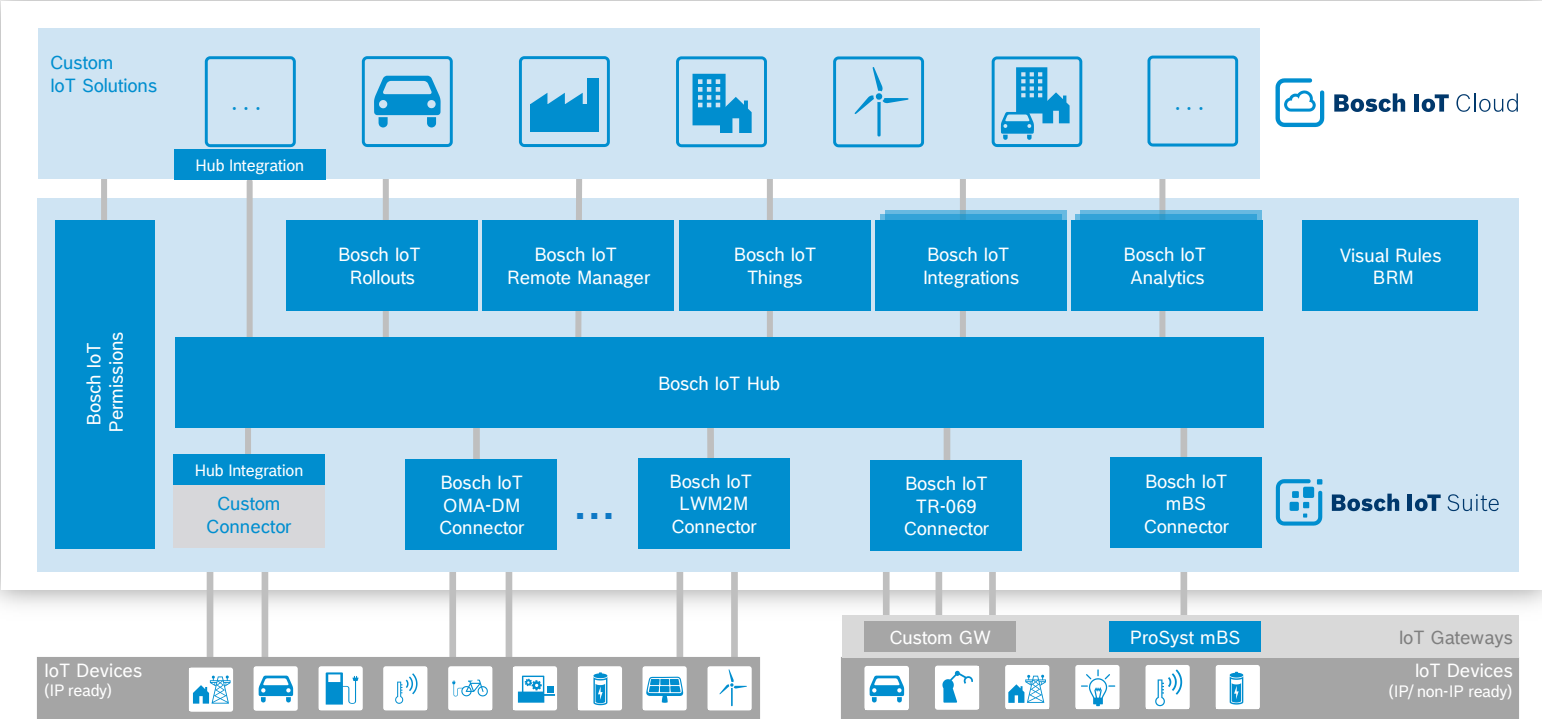 Custom
IoT Solutions
...
...
Bosch IoT Cloud
Hub Integration
Bosch IoT
Permissions
Bosch IoT
Rollouts
Bosch IoT
Remote Manager
Bosch IoT
Things
Bosch IoT
Integrations
Bosch IoT
Analytics
Visual Rules
BRM
Bosch IoT Hub
Hub Integration
Custom
Connector
Bosch IoT
OMA-DM
Connector
...
Bosch IoT
LWM2M
Connector
Bosch IoT
TR-069
Connector
Bosch IoT
mBS
Connector
Bosch IoT Suite
Custom GW
ProSyst mBS
IoT Gateways
IoT Devices
(IP ready)
IoT Devices
(IP/ non-IP ready)